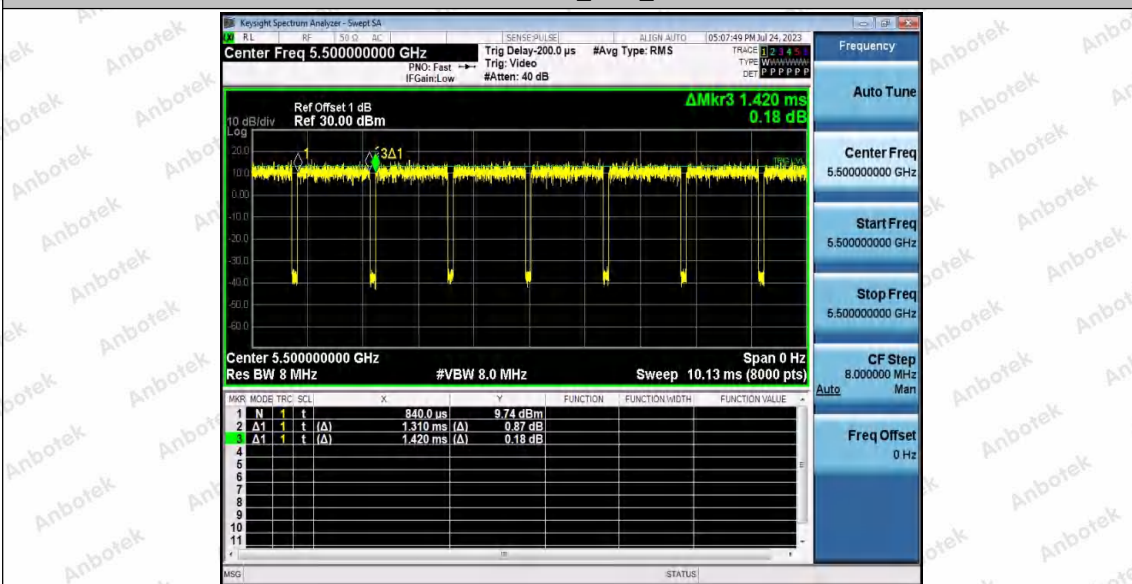 Keysight Spectrum Analyzer - Swept SA
RL RF 50 Ω AC SENSE:PULSE ALIGN AUTO 05:07:49 PM Jul 24, 2023
Center Freq 5.500000000 GHz
PNO: Fast
IFGain:Low
Trig Delay-200.0 µs
Trig: Video
#Atten: 40 dB
#Avg Type: RMS
TRACE 1 2 3 4 5 6
TYPE WWWWWW
DET P P P P P P
Ref Offset 1 dB
10 dB/div Ref 30.00 dBm
Log
ΔMkr3 1.420 ms
0.18 dB
20.0
10.0
0.00
-10.0
-20.0
-30.0
-40.0
-50.0
-60.0
1
3Δ1
TRIG LVL
Center 5.500000000 GHz Span 0 Hz
Res BW 8 MHz #VBW 8.0 MHz Sweep 10.13 ms (8000 pts)
MKR MODE TRC SCL X Y FUNCTION FUNCTION WIDTH FUNCTION VALUE
1 N 1 t 840.0 µs 9.74 dBm
2 Δ1 1 t (Δ) 1.310 ms (Δ) 0.87 dB
3 Δ1 1 t (Δ) 1.420 ms (Δ) 0.18 dB
4
5
6
7
8
9
10
11
MSG STATUS
Frequency
Auto Tune
Center Freq
5.500000000 GHz
Start Freq
5.500000000 GHz
Stop Freq
5.500000000 GHz
CF Step
8.000000 MHz
Auto Man
Freq Offset
0 Hz
Anbotek